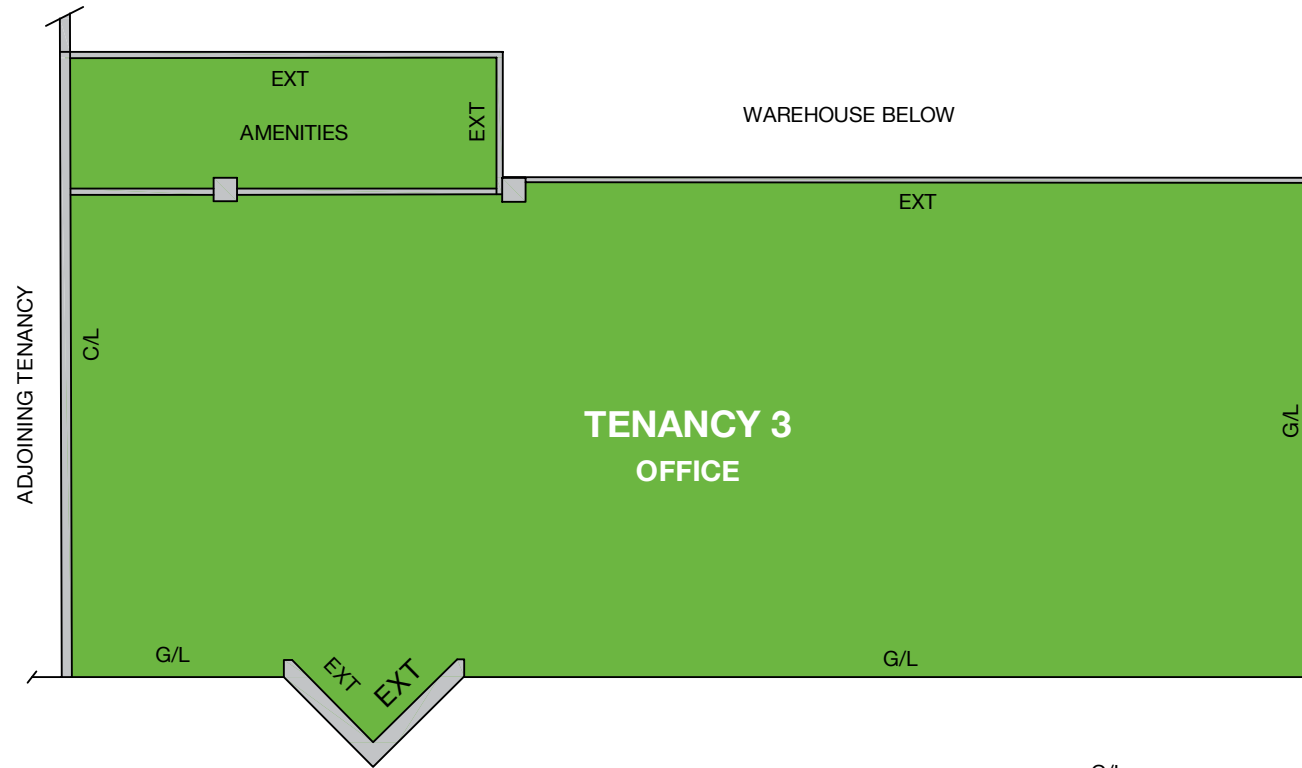 EXT
AMENITIES
EXT
WAREHOUSE BELOW
EXT
ADJOINING TENANCY
C/L
TENANCY 3
OFFICE
G/L
G/L
EXT
EXT
G/L